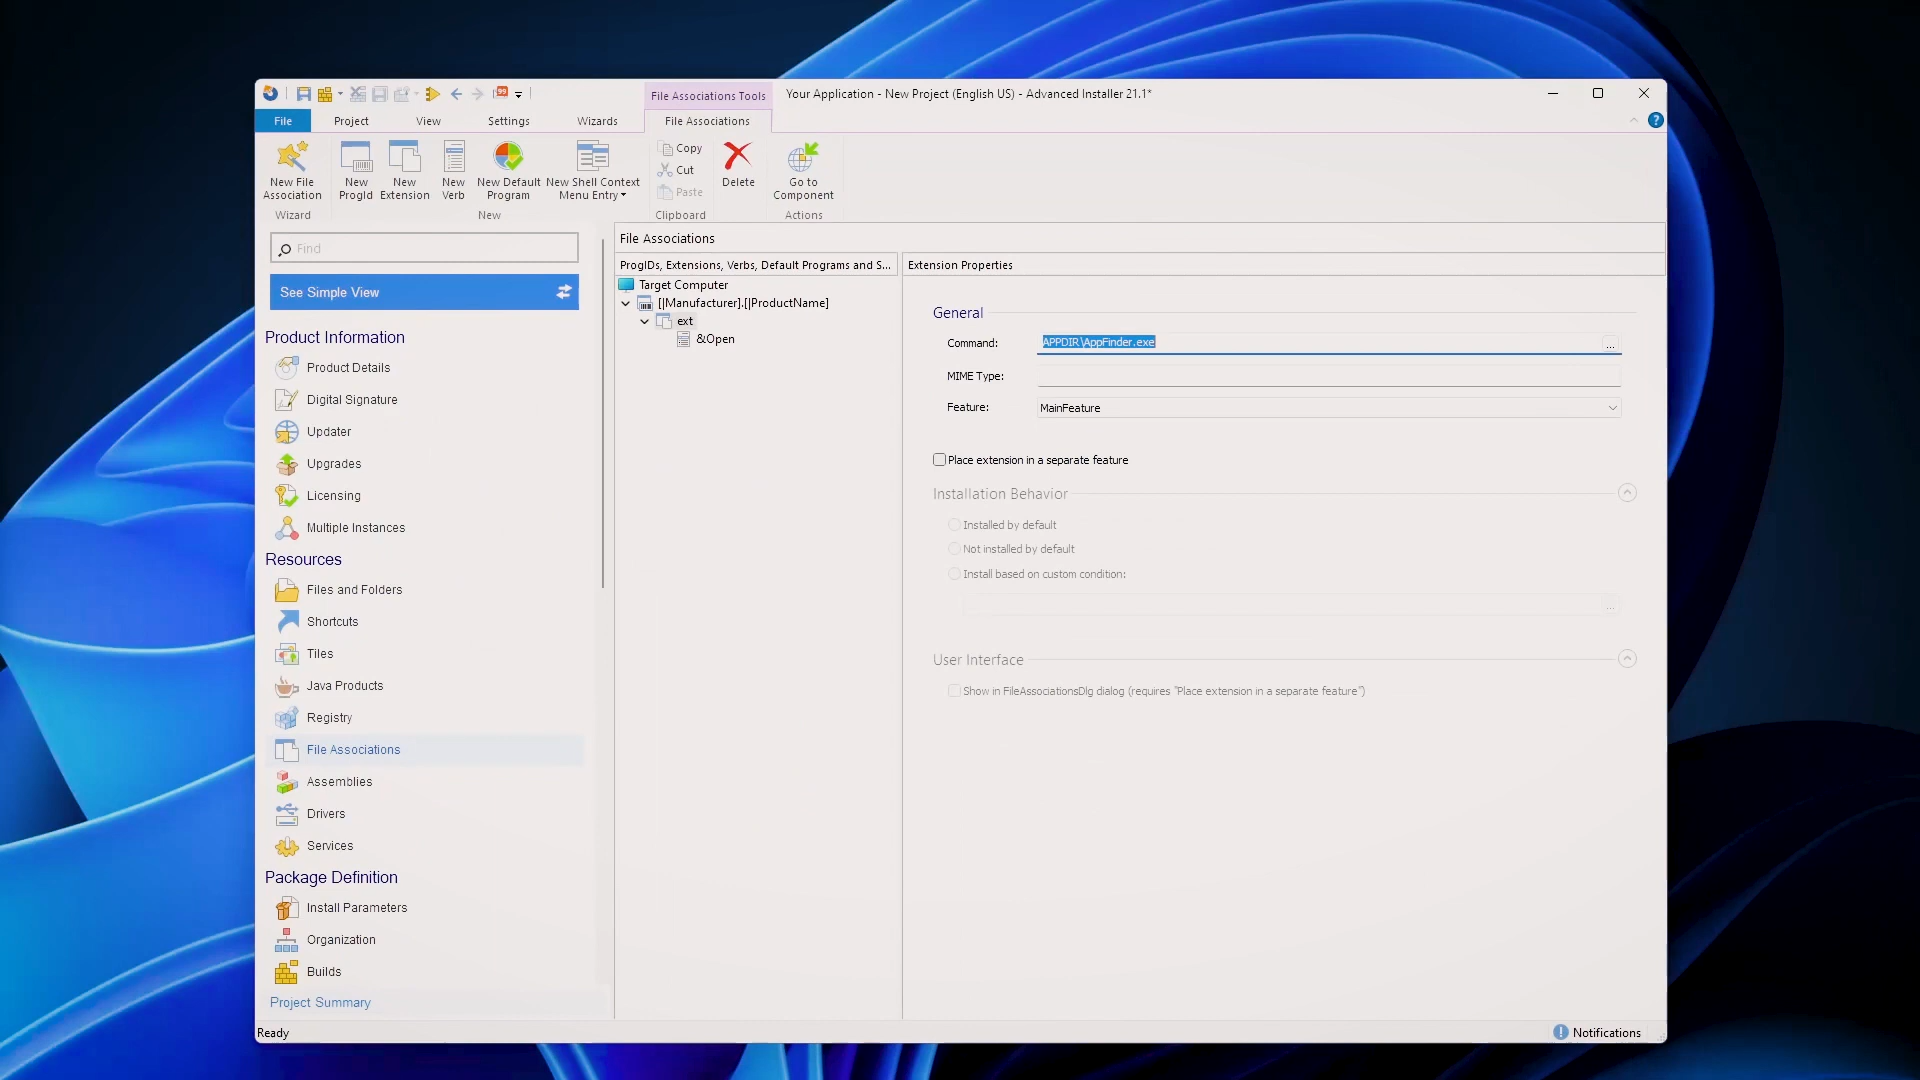 File Associations Tools
Your Application - New Project (English US) - Advanced Installer 21.1*
File
Project
View
Settings
Wizards
File Associations
New File
Association
New
ProgId
New
Extension
New
Verb
New Default
Program
New Shell Context
Menu Entry
Copy
Cut
Paste
Delete
Go to
Component
Wizard
New
Clipboard
Actions
Find
See Simple View
Product Information
Product Details
Digital Signature
Updater
Upgrades
Licensing
Multiple Instances
Resources
Files and Folders
Shortcuts
Tiles
Java Products
Registry
File Associations
Assemblies
Drivers
Services
Package Definition
Install Parameters
Organization
Builds
Project Summary
File Associations
ProgIDs, Extensions, Verbs, Default Programs and S...
Target Computer
[|Manufacturer].[|ProductName]
ext
&Open
Extension Properties
General
Command: APPDIR\AppFinder.exe ...
MIME Type:
Feature: MainFeature
Place extension in a separate feature
Installation Behavior
Installed by default
Not installed by default
Install based on custom condition:
...
User Interface
Show in FileAssociationsDlg dialog (requires "Place extension in a separate feature")
Ready
Notifications